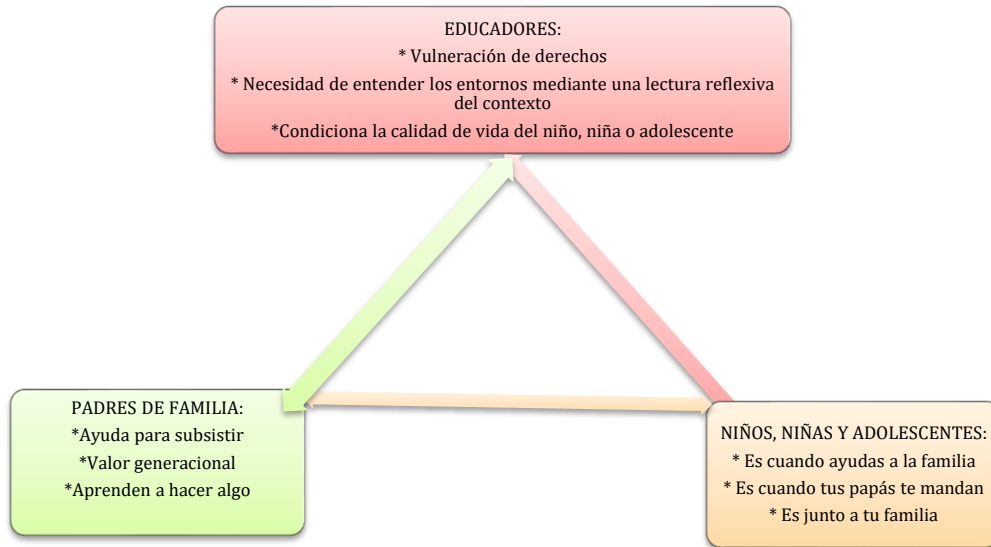 EDUCADORES:
* Vulneración de derechos
* Necesidad de entender los entornos mediante una lectura reflexiva
del contexto
*Condiciona la calidad de vida del niño, niña o adolescente
PADRES DE FAMILIA:
*Ayuda para subsistir
*Valor generacional
*Aprenden a hacer algo
NIÑOS, NIÑAS Y ADOLESCENTES:
* Es cuando ayudas a la familia
* Es cuando tus papás te mandan
* Es junto a tu familia